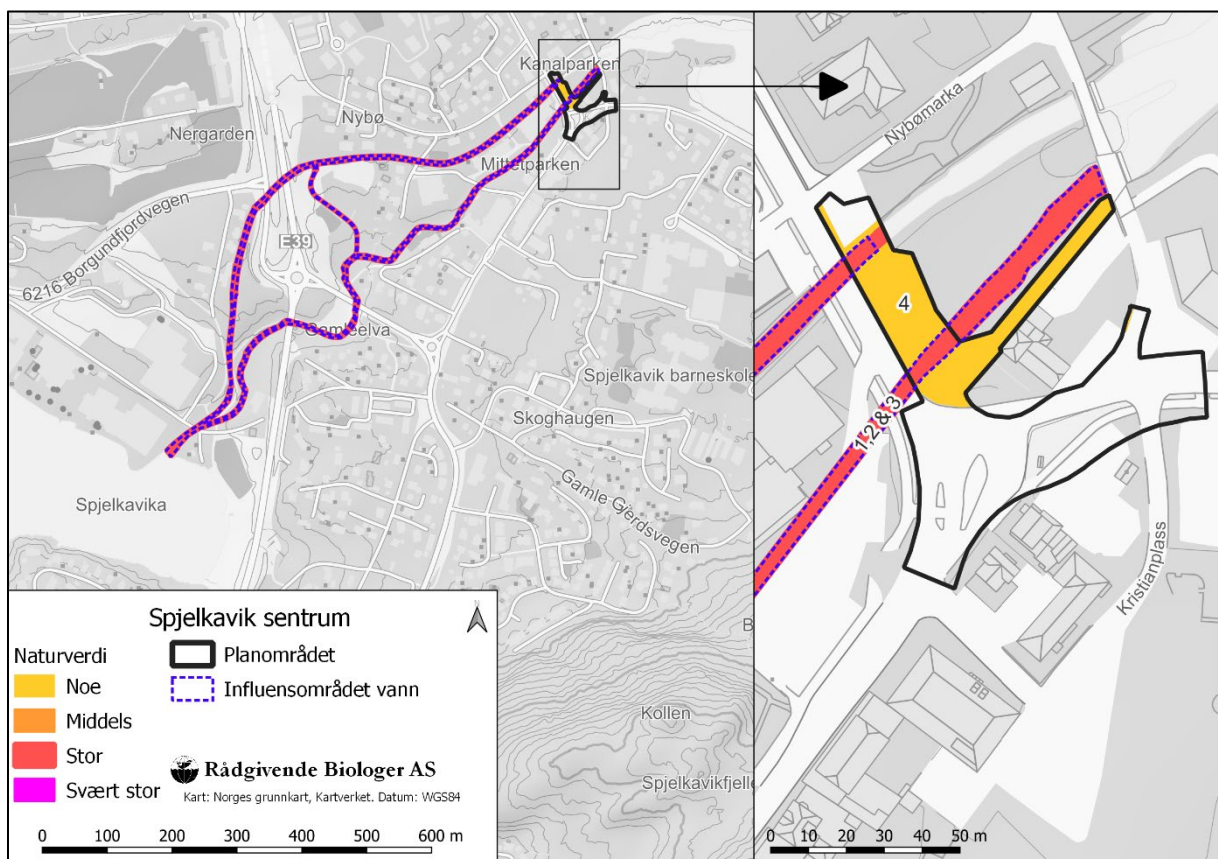 Kanalparken
Nybø
Nergarden
Mittetparken
E39
6216 Borgundfjordvegen
Gamleelva
Spjelkavik barneskole
Skoghaugen
Gamle Gjerdsvegen
Spjelkavika
Kollen
Spjelkavikfjelle
B
Spjelkavik sentrum
N
Naturverdi
Noe
Middels
Stor
Svært stor
Planområdet
Influensområdet vann
Rådgivende Biologer AS
Kart: Norges grunnkart, Kartverket. Datum: WGS84
0 100 200 300 400 500 600 m
Nybømarka
4
1,2 & 3
Kristianplass
0 10 20 30 40 50 m